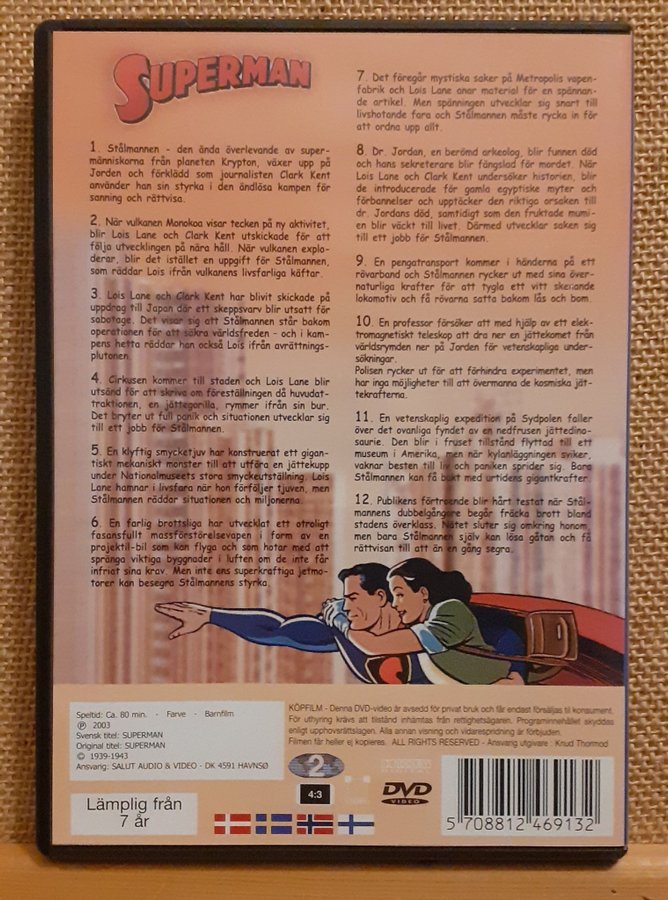 SUPERMAN
1. Stålmannen - den ända överlevande av super-
människorna från planeten Krypton, växer upp på
Jorden och förklädd som journalisten Clark Kent
använder han sin styrka i den ändlösa kampen för
sanning och rättvisa.
2. När vulkanen Monokoa visar tecken på ny aktivitet,
blir Lois Lane och Clark Kent utskickade för att
följa utvecklingen på nära håll. När vulkanen explo-
derar, blir det istället en uppgift för Stålmannen,
som räddar Lois ifrån vulkanens livsfarliga käftar.
3. Lois Lane och Clark Kent har blivit skickade på
uppdrag till Japan där ett skeppsvarv blir utsatt för
sabotage. Det visar sig att Stålmannen står bakom
operationen för att säkra världsfreden - och i kam-
pens hetta räddar han också Lois ifrån avrättnings-
plutonen.
4. Cirkusen kommer till staden och Lois Lane blir
utsänd för att skriva om föreställningen då huvudat-
traktionen, en jättegorilla, rymmer ifrån sin bur.
Det bryter ut full panik och situationen utvecklar sig
till ett jobb för Stålmannen.
5. En klyftig smycketjuv har konstruerat ett gigan-
tiskt mekaniskt monster till att utföra en jättekupp
under Nationalmuseets stora smyckeutställning. Lois
Lane hamnar i livsfara när hon förföljer tjuven, men
Stålmannen räddar situationen och miljonerna.
6. En farlig brottsliga har utvecklat ett otroligt
fasansfullt massförstörelsevapen i form av en
projektil-bil som kan flyga och som hotar med att
spränga viktiga byggnader i luften om de inte får
infriat sina krav. Men inte ens superkraftiga jetmo-
torer kan besegra Stålmannens styrka.
7. Det föregår mystiska saker på Metropolis vapen-
fabrik och Lois Lane anar material för en spännan-
de artikel. Men spänningen utvecklar sig snart till
livshotande fara och Stålmannen måste rycka in för
att ordna upp allt.
8. Dr. Jordan, en berömd arkeolog, blir funnen död
och hans sekreterare blir fängslad för mordet. När
Lois Lane och Clark Kent undersöker historien, blir
de introducerade för gamla egyptiske myter och
förbannelser och upptäcker den riktiga orsaken till
dr. Jordans död, samtidigt som den fruktade mumi-
en blir väckt till livet. Därmed utvecklar saken sig
till ett jobb för Stålmannen.
9. En pengatransport kommer i händerna på ett
rövarband och Stålmannen rycker ut med sina över-
naturliga krafter för att tygla ett vitt skenande
lokomotiv och få rövarna satta bakom lås och bom.
10. En professor försöker att med hjälp av ett elek-
tromagnetiskt teleskop att dra ner en jättekomet från
världsrymden ner på Jorden för vetenskapliga under-
sökningar.
Polisen rycker ut för att förhindra experimentet, men
har inga möjligheter till att övermanna de kosmiska jät-
tekrafterna.
11. En vetenskaplig expedition på Sydpolen faller
över det ovanliga fyndet av en nedfrusen jättedino-
saurie. Den blir i fruset tillstånd flyttad till ett
museum i Amerika, men när kylanläggningen sviker,
vaknar besten till liv och paniken sprider sig. Bara
Stålmannen kan få bukt med urtidens gigantkrafter.
12. Publikens förtroende blir hårt testat när Stål-
mannens dubbelgångare begår fräcka brott bland
stadens överklass. Nätet sluter sig omkring honom,
men bara Stålmannen själv kan lösa gåtan och få
rättvisan till att än en gång segra.
Speltid: Ca. 80 min. - Farve - Barnfilm
℗ 2003
Svensk titel: SUPERMAN
Original titel: SUPERMAN
© 1939-1943
Ansvarig: SALUT AUDIO & VIDEO - DK 4591 HAVNSØ
KÖPFILM - Denna DVD-video är avsedd för privat bruk och får endast försäljas til konsument.
För uthyring krävs att tilstånd inhämtas från rettighetsägaren. Programinnehållet skyddas
enligt upphovsrättslagen. Alla annan visning och vidarespridning är förbjuden.
Filmen får heller ej kopieres. ALL RIGHTS RESERVED - Ansvarig utgivare : Knud Thormod
2
4:3
DOLBY
DIGITAL
DVD
VIDEO
Lämplig från
7 år
5 708812 469132